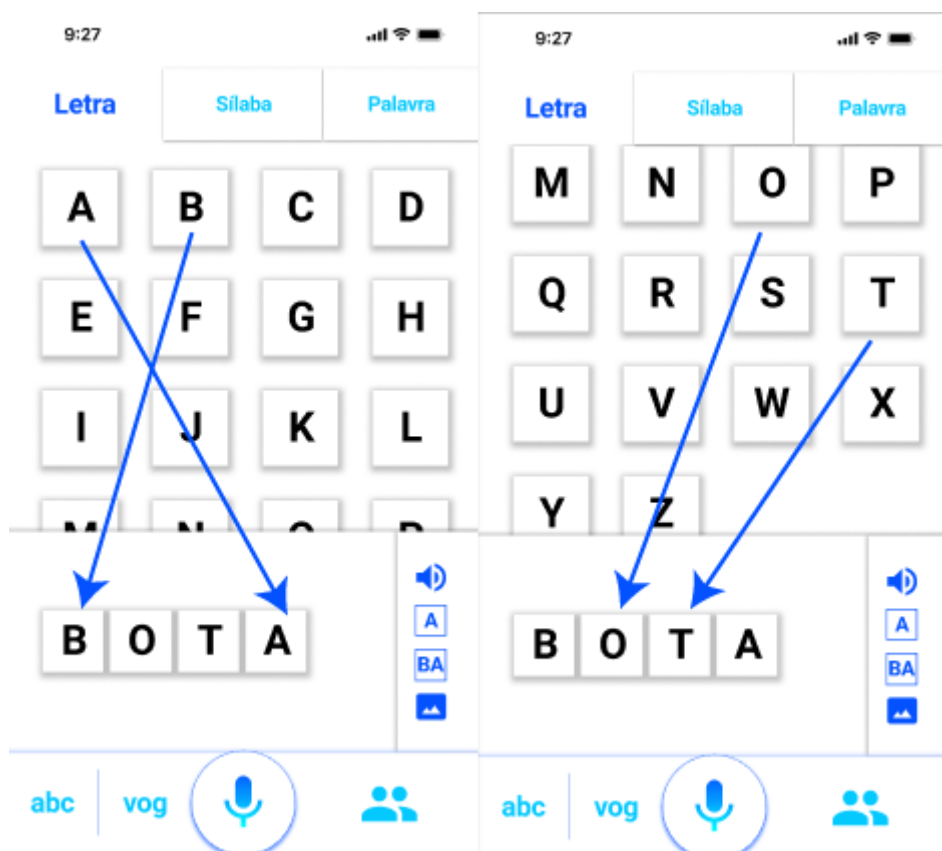 9:27
Letra Sílaba Palavra
A B C D
E F G H
I J K L
M N O P
B O T A
A
BA
abc vog
9:27
Letra Sílaba Palavra
M N O P
Q R S T
U V W X
Y Z
B O T A
A
BA
abc vog